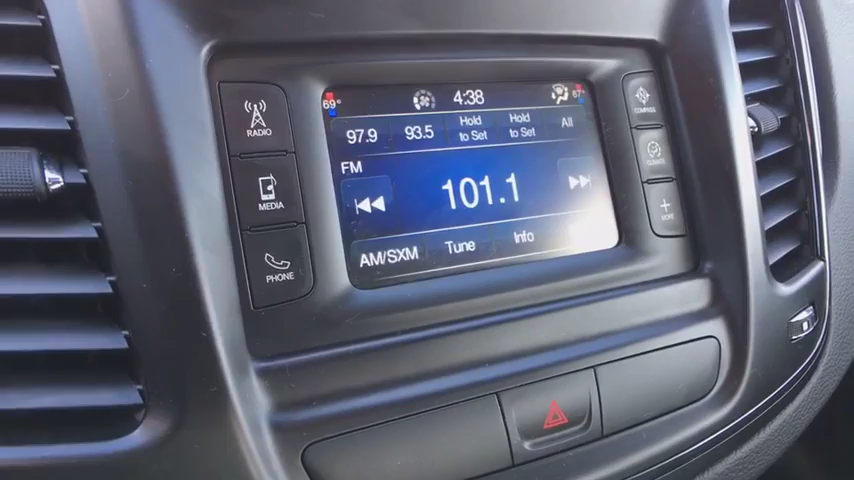 69°
4:38
67°
RADIO
97.9
93.5
Hold
to Set
Hold
to Set
All
COMPASS
FM
MEDIA
101.1
CLIMATE
PHONE
AM/SXM
Tune
Info
MORE